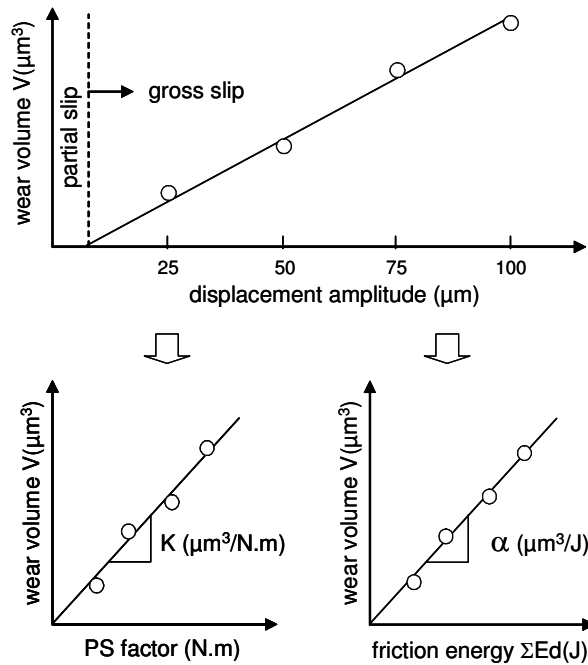 wear volume V(μm³)
partial slip
gross slip
25 50 75 100
displacement amplitude (μm)
wear volume V(μm³)
K (μm³/N.m)
PS factor (N.m)
wear volume V(μm³)
α (μm³/J)
friction energy ΣEd(J)